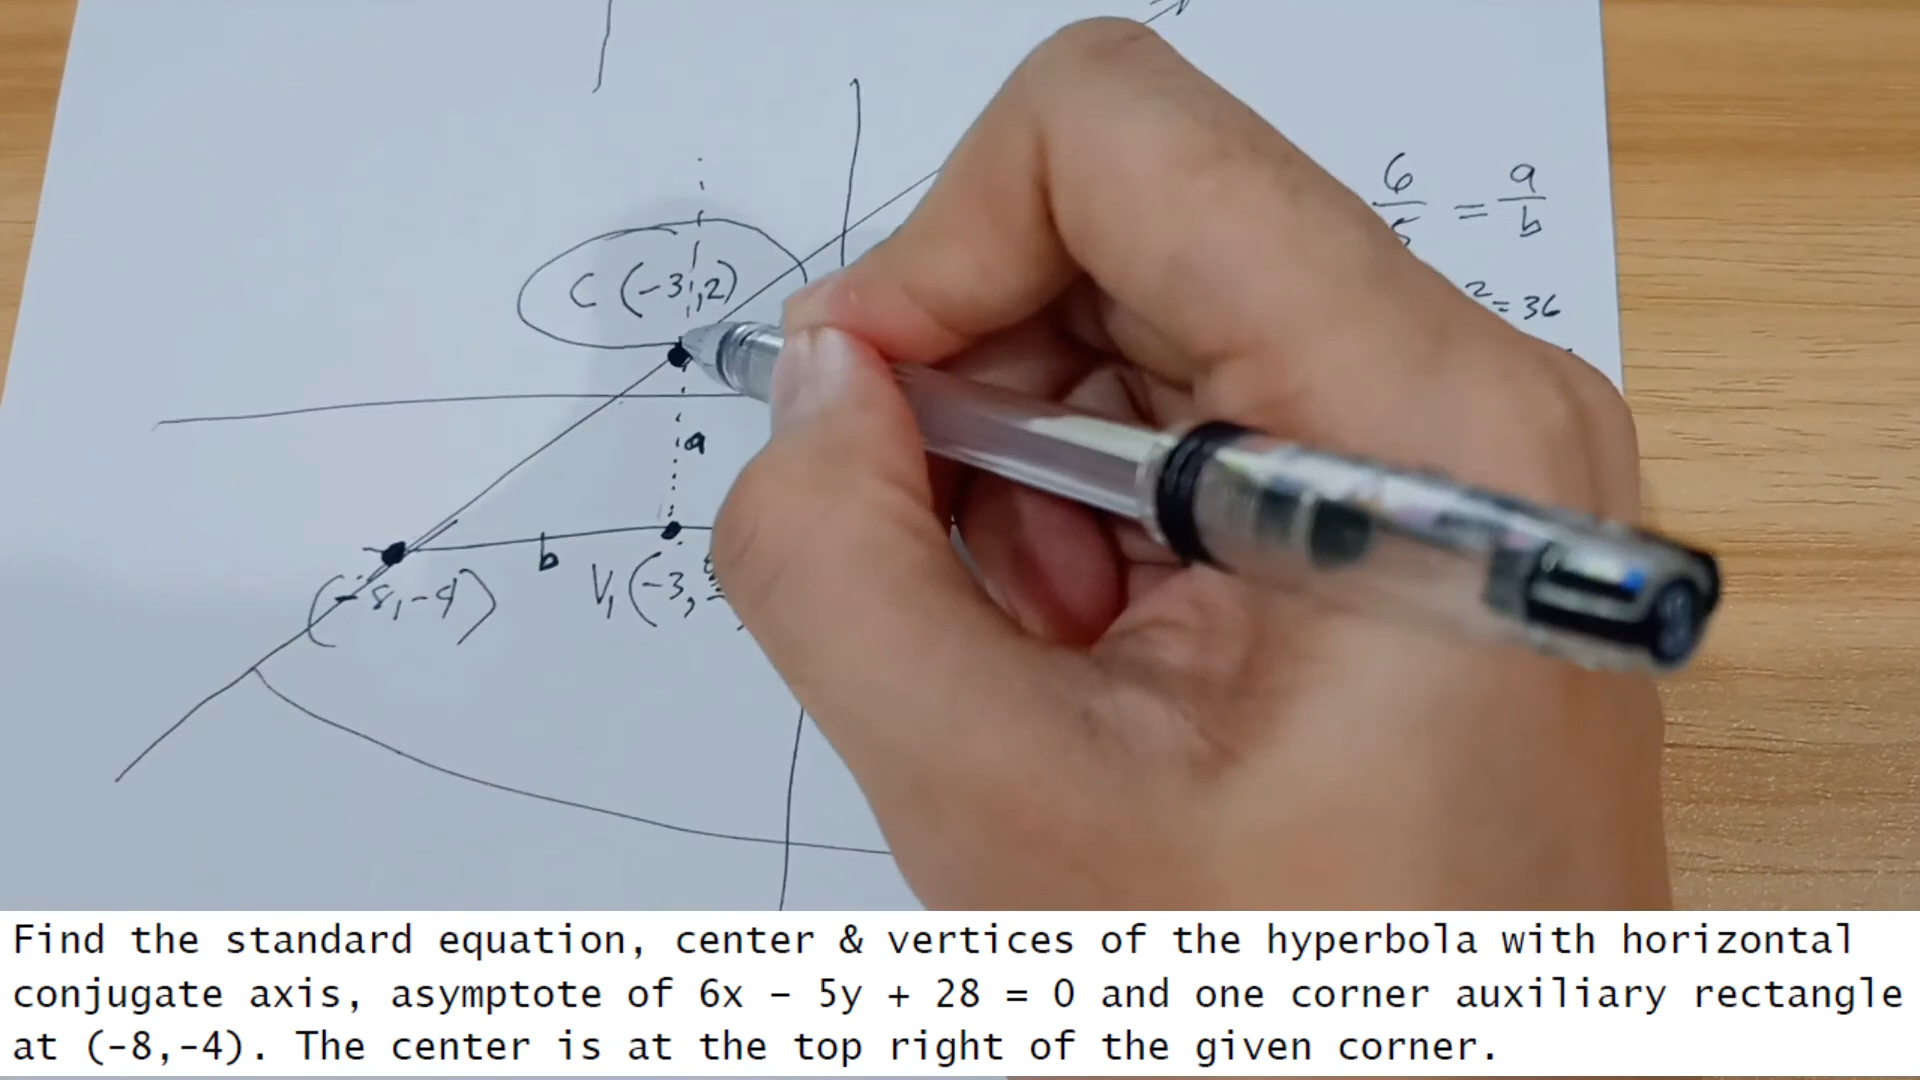 6/5 = a/b
C (-3,2)
²= 36
a
b
(-8,-4)
V₁ (-3,
Find the standard equation, center & vertices of the hyperbola with horizontal
conjugate axis, asymptote of 6x - 5y + 28 = 0 and one corner auxiliary rectangle
at (-8,-4). The center is at the top right of the given corner.